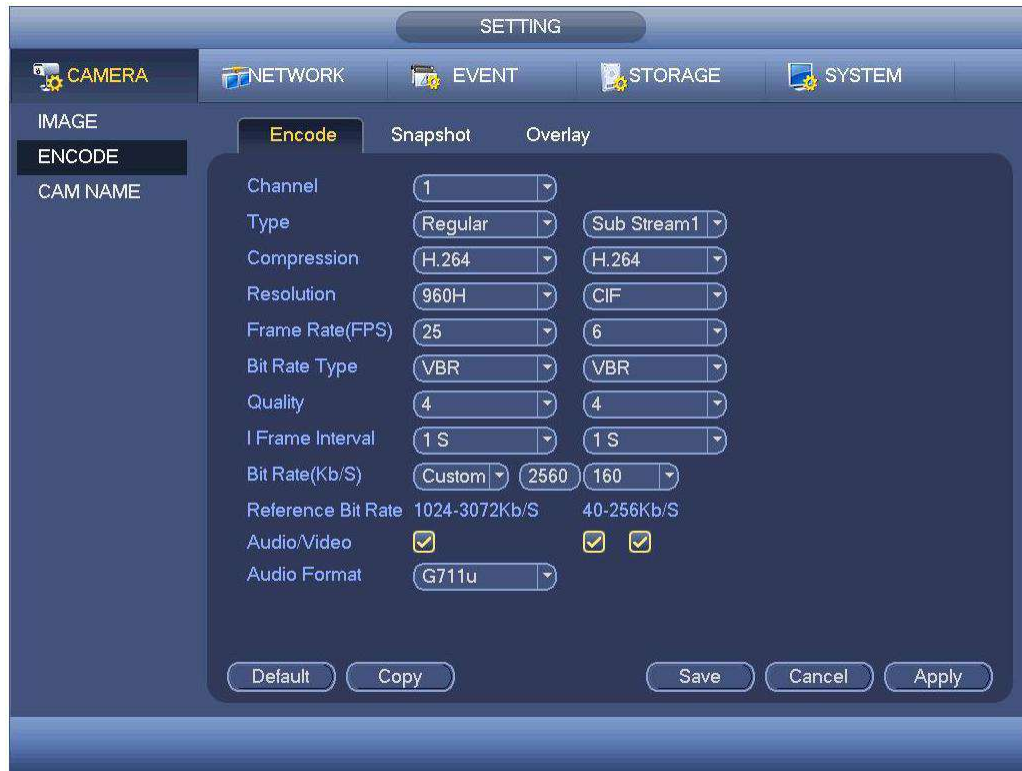 SETTING
CAMERA NETWORK EVENT STORAGE SYSTEM
IMAGE
ENCODE
CAM NAME
Encode Snapshot Overlay
Channel 1
Type Regular Sub Stream1
Compression H.264 H.264
Resolution 960H CIF
Frame Rate(FPS) 25 6
Bit Rate Type VBR VBR
Quality 4 4
I Frame Interval 1 S 1 S
Bit Rate(Kb/S) Custom 2560 160
Reference Bit Rate 1024-3072Kb/S 40-256Kb/S
Audio/Video
Audio Format G711u
Default Copy Save Cancel Apply